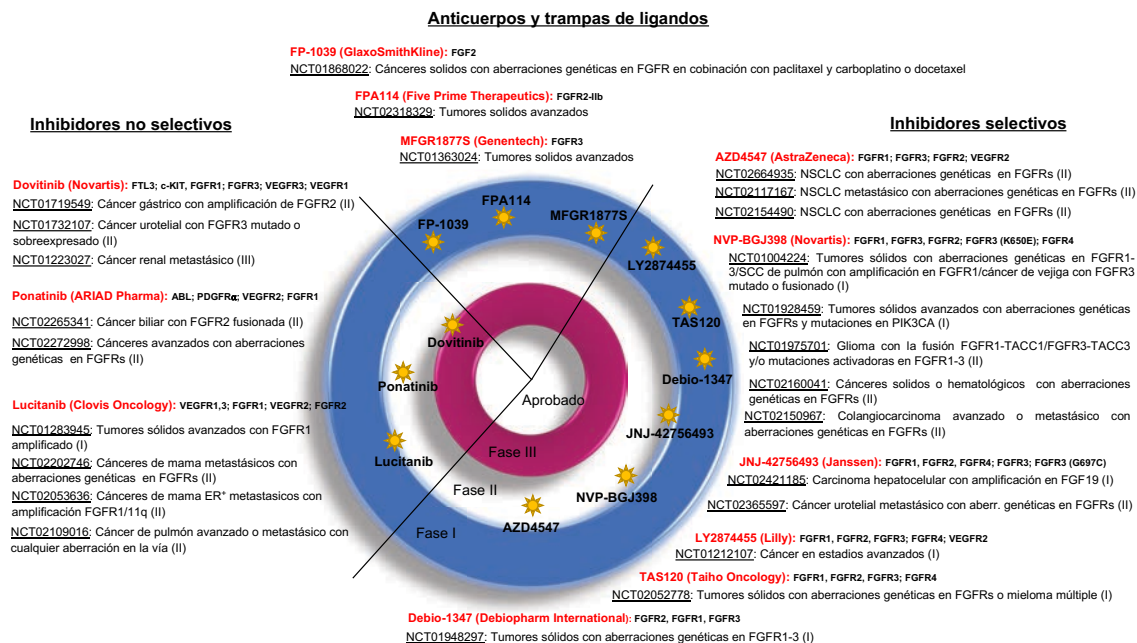 Anticuerpos y trampas de ligandos
FP-1039 (GlaxoSmithKline): FGF2
NCT01868022: Cánceres solidos con aberraciones genéticas en FGFR en cobinación con paclitaxel y carboplatino o docetaxel
FPA114 (Five Prime Therapeutics): FGFR2-IIb
NCT02318329: Tumores solidos avanzados
MFGR1877S (Genentech): FGFR3
NCT01363024: Tumores solidos avanzados
Inhibidores no selectivos
Dovitinib (Novartis): FTL3; c-KIT, FGFR1; FGFR3; VEGFR3; VEGFR1
NCT01719549: Cáncer gástrico con amplificación de FGFR2 (II)
NCT01732107: Cáncer urotelial con FGFR3 mutado o
sobreexpresado (II)
NCT01223027: Cáncer renal metastásico (III)
Ponatinib (ARIAD Pharma): ABL; PDGFRα; VEGFR2; FGFR1
NCT02265341: Cáncer biliar con FGFR2 fusionada (II)
NCT02272998: Cánceres avanzados con aberraciones
genéticas en FGFRs (II)
Lucitanib (Clovis Oncology): VEGFR1,3; FGFR1; VEGFR2; FGFR2
NCT01283945: Tumores sólidos avanzados con FGFR1
amplificado (I)
NCT02202746: Cánceres de mama metastásicos con
aberraciones genéticas en FGFRs (II)
NCT02053636: Cánceres de mama ER⁺ metastasicos con
amplificación FGFR1/11q (II)
NCT02109016: Cáncer de pulmón avanzado o metastásico con
cualquier aberración en la vía (II)
FP-1039
FPA114
MFGR1877S
LY2874455
TAS120
Debio-1347
JNJ-42756493
NVP-BGJ398
AZD4547
Lucitanib
Ponatinib
Dovitinib
Aprobado
Fase III
Fase II
Fase I
Inhibidores selectivos
AZD4547 (AstraZeneca): FGFR1; FGFR3; FGFR2; VEGFR2
NCT02664935: NSCLC con aberraciones genéticas en FGFRs (II)
NCT02117167: NSCLC metastásico con aberraciones genéticas en FGFRs (II)
NCT02154490: NSCLC con aberraciones genéticas en FGFRs (II)
NVP-BGJ398 (Novartis): FGFR1, FGFR3, FGFR2; FGFR3 (K650E); FGFR4
NCT01004224: Tumores sólidos con aberraciones genéticas en FGFR1-
3/SCC de pulmón con amplificación en FGFR1/cáncer de vejiga con FGFR3
mutado o fusionado (I)
NCT01928459: Tumores sólidos avanzados con aberraciones genéticas
en FGFRs y mutaciones en PIK3CA (I)
NCT01975701: Glioma con la fusión FGFR1-TACC1/FGFR3-TACC3
y/o mutaciones activadoras en FGFR1-3 (II)
NCT02160041: Cánceres solidos o hematológicos con aberraciones
genéticas en FGFRs (II)
NCT02150967: Colangiocarcinoma avanzado o metastásico con
aberraciones genéticas en FGFRs (II)
JNJ-42756493 (Janssen): FGFR1, FGFR2, FGFR4; FGFR3; FGFR3 (G697C)
NCT02421185: Carcinoma hepatocelular con amplificación en FGF19 (I)
NCT02365597: Cáncer urotelial metastásico con aberr. genéticas en FGFRs (II)
LY2874455 (Lilly): FGFR1, FGFR2, FGFR3; FGFR4; VEGFR2
NCT01212107: Cáncer en estadios avanzados (I)
TAS120 (Taiho Oncology): FGFR1, FGFR2, FGFR3; FGFR4
NCT02052778: Tumores sólidos con aberraciones genéticas en FGFRs o mieloma múltiple (I)
Debio-1347 (Debiopharm International): FGFR2, FGFR1, FGFR3
NCT01948297: Tumores sólidos con aberraciones genéticas en FGFR1-3 (I)